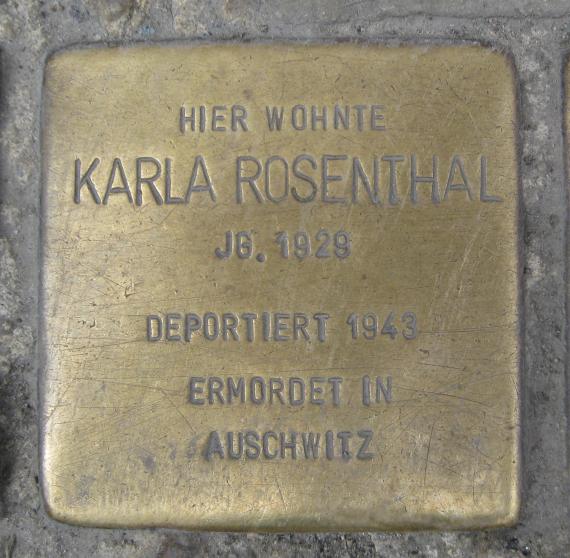 HIER WOHNTE
KARLA ROSENTHAL
JG. 1929
DEPORTIERT 1943
ERMORDET IN
AUSCHWITZ